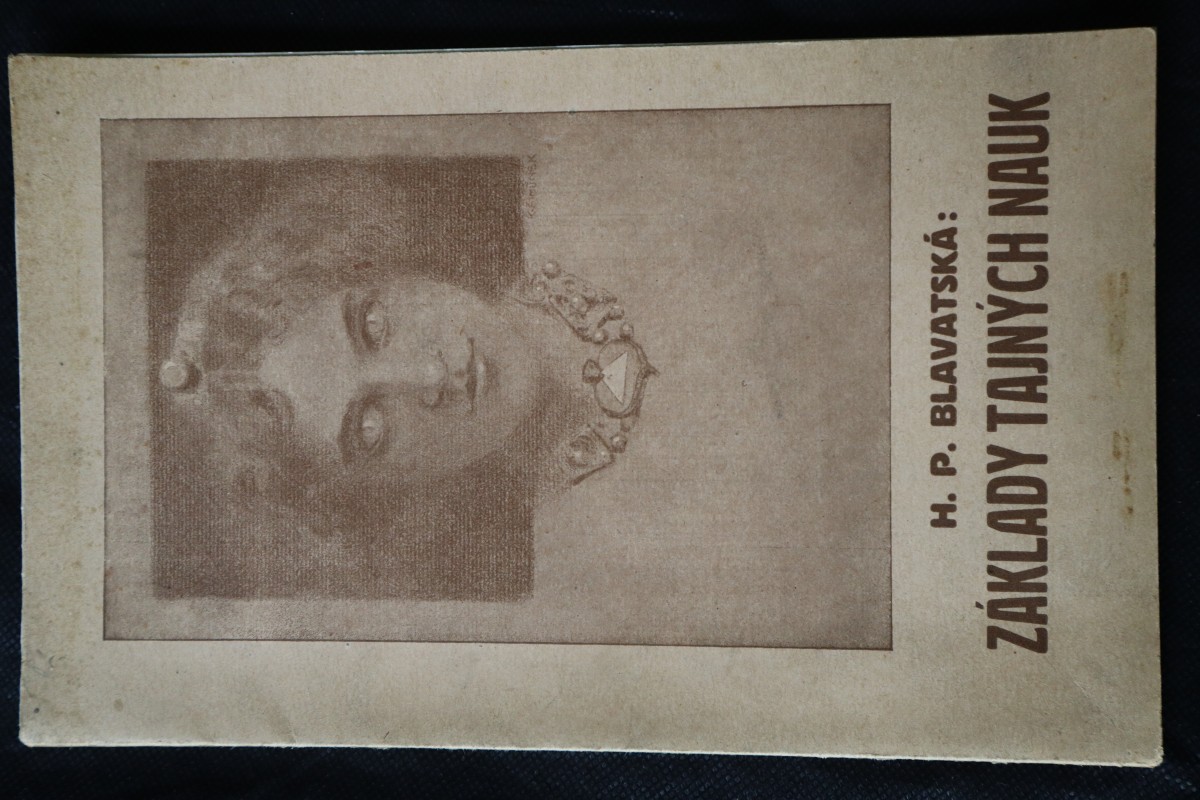 H. P. BLAVATSKÁ:
ZÁKLADY TAJNÝCH NAUK